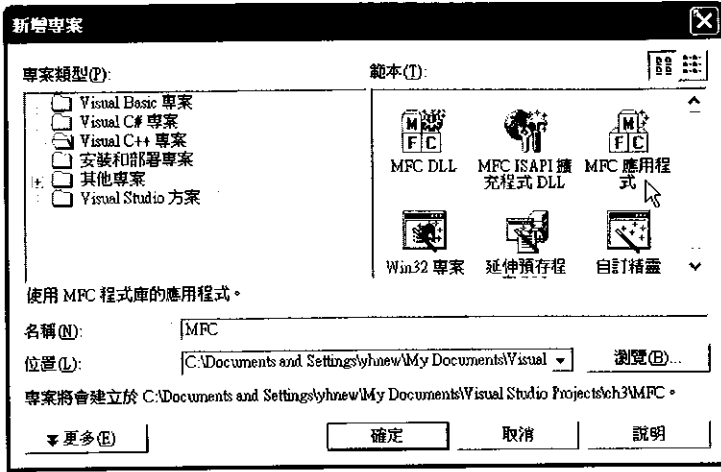 新增專案
專案類型(P):
範本(T):
Visual Basic 專案
Visual C# 專案
Visual C++ 專案
安裝和部署專案
其他專案
Visual Studio 方案
MFC DLL
MFC ISAPI 擴
充程式 DLL
MFC 應用程
式
Win32 專案
延伸預存程
自訂精靈
使用 MFC 程式庫的應用程式。
名稱(N):
MFC
位置(L):
C:\Documents and Settings\yhnew\My Documents\Visual
瀏覽(B)...
專案將會建立於 C:\Documents and Settings\yhnew\My Documents\Visual Studio Projects\ch3\MFC。
更多(E)
確定
取消
說明